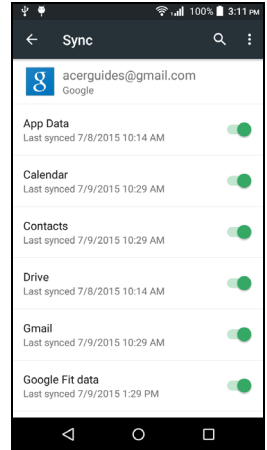 100% 3:11 PM
Sync
g acerguides@gmail.com
Google
App Data
Last synced 7/8/2015 10:14 AM
Calendar
Last synced 7/9/2015 10:29 AM
Contacts
Last synced 7/9/2015 10:29 AM
Drive
Last synced 7/8/2015 10:14 AM
Gmail
Last synced 7/9/2015 10:29 AM
Google Fit data
Last synced 7/9/2015 1:29 PM